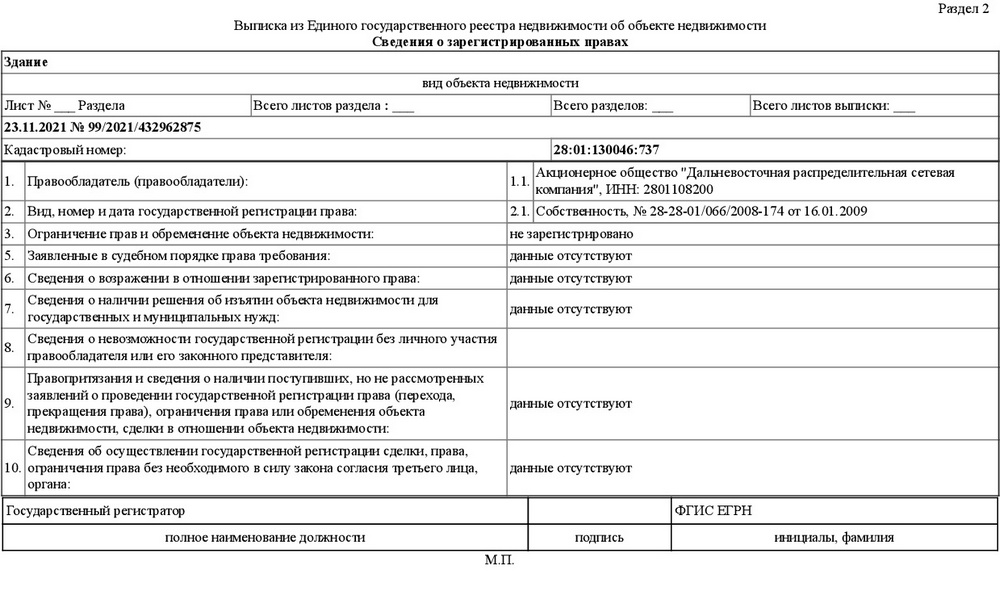 Раздел 2
Выписка из Единого государственного реестра недвижимости об объекте недвижимости
Сведения о зарегистрированных правах
Здание
вид объекта недвижимости
Лист № ___ Раздела
Всего листов раздела : ___
Всего разделов: ___
Всего листов выписки: ___
23.11.2021 № 99/2021/432962875
Кадастровый номер:
28:01:130046:737
1. Правообладатель (правообладатели):
1.1. Акционерное общество "Дальневосточная распределительная сетевая
компания", ИНН: 2801108200
2. Вид, номер и дата государственной регистрации права:
2.1. Собственность, № 28-28-01/066/2008-174 от 16.01.2009
3. Ограничение прав и обременение объекта недвижимости:
не зарегистрировано
5. Заявленные в судебном порядке права требования:
данные отсутствуют
6. Сведения о возражении в отношении зарегистрированного права:
данные отсутствуют
7. Сведения о наличии решения об изъятии объекта недвижимости для
государственных и муниципальных нужд:
данные отсутствуют
8. Сведения о невозможности государственной регистрации без личного участия
правообладателя или его законного представителя:
9. Правопритязания и сведения о наличии поступивших, но не рассмотренных
заявлений о проведении государственной регистрации права (перехода,
прекращения права), ограничения права или обременения объекта
недвижимости, сделки в отношении объекта недвижимости:
данные отсутствуют
10. Сведения об осуществлении государственной регистрации сделки, права,
ограничения права без необходимого в силу закона согласия третьего лица,
органа:
данные отсутствуют
Государственный регистратор
ФГИС ЕГРН
полное наименование должности
подпись
инициалы, фамилия
М.П.